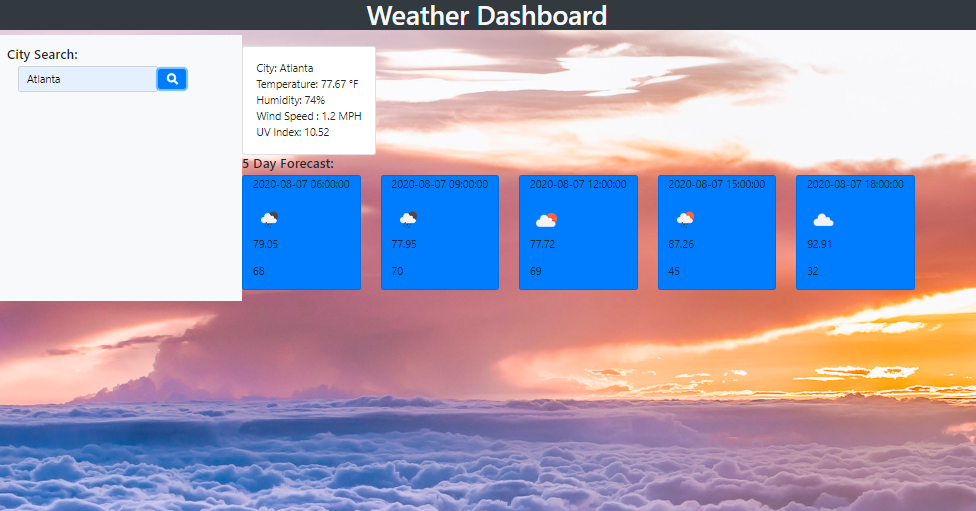 Weather Dashboard
City Search:
Atlanta
City: Atlanta
Temperature: 77.67 °F
Humidity: 74%
Wind Speed : 1.2 MPH
UV Index: 10.52
5 Day Forecast:
2020-08-07 06:00:00
79.05
68
2020-08-07 09:00:00
77.95
70
2020-08-07 12:00:00
77.72
69
2020-08-07 15:00:00
87.26
45
2020-08-07 18:00:00
92.91
32